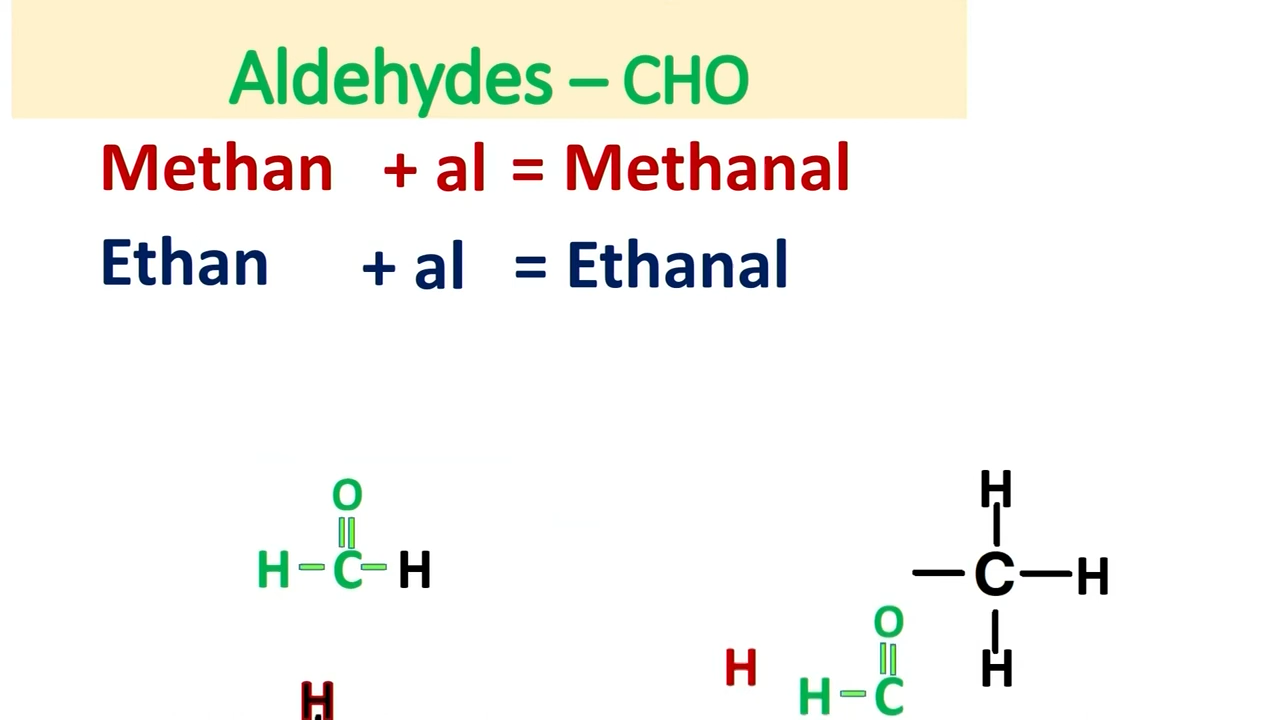 Aldehydes – CHO
Methan + al = Methanal
Ethan + al = Ethanal
O
H C H
H
C H
H
O
H H C
H